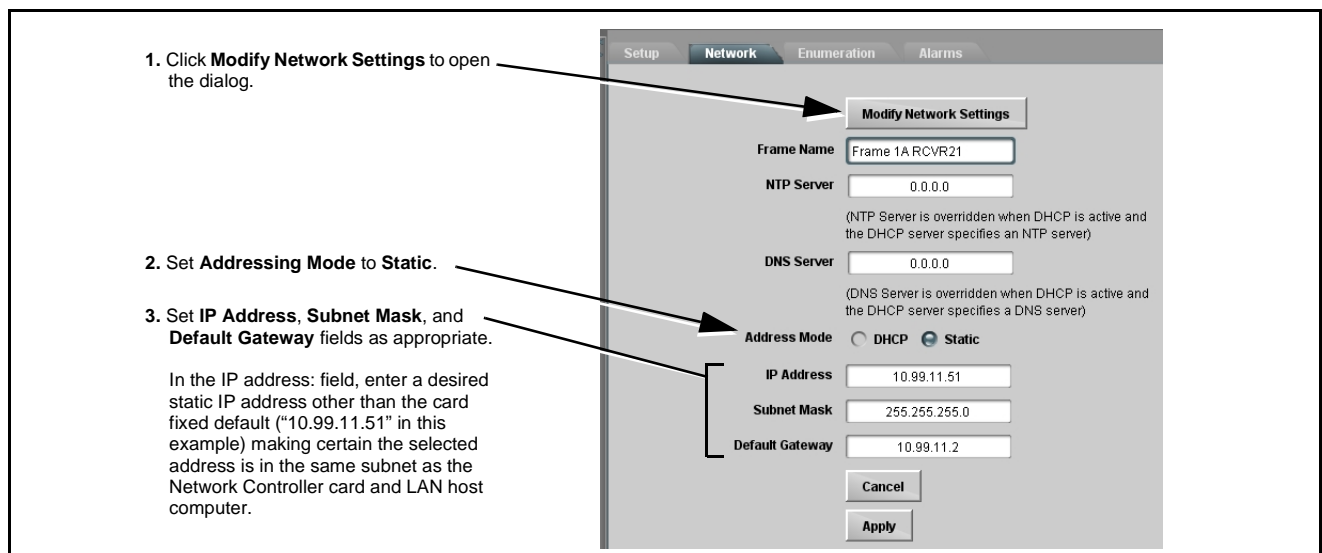 1. Click Modify Network Settings to open
the dialog.
2. Set Addressing Mode to Static.
3. Set IP Address, Subnet Mask, and
Default Gateway fields as appropriate.
In the IP address: field, enter a desired
static IP address other than the card
fixed default (“10.99.11.51” in this
example) making certain the selected
address is in the same subnet as the
Network Controller card and LAN host
computer.
Setup Network Enumeration Alarms
Modify Network Settings
Frame Name Frame 1A RCVR21
NTP Server 0.0.0.0
(NTP Server is overridden when DHCP is active and
the DHCP server specifies an NTP server)
DNS Server 0.0.0.0
(DNS Server is overridden when DHCP is active and
the DHCP server specifies a DNS server)
Address Mode DHCP Static
IP Address 10.99.11.51
Subnet Mask 255.255.255.0
Default Gateway 10.99.11.2
Cancel
Apply